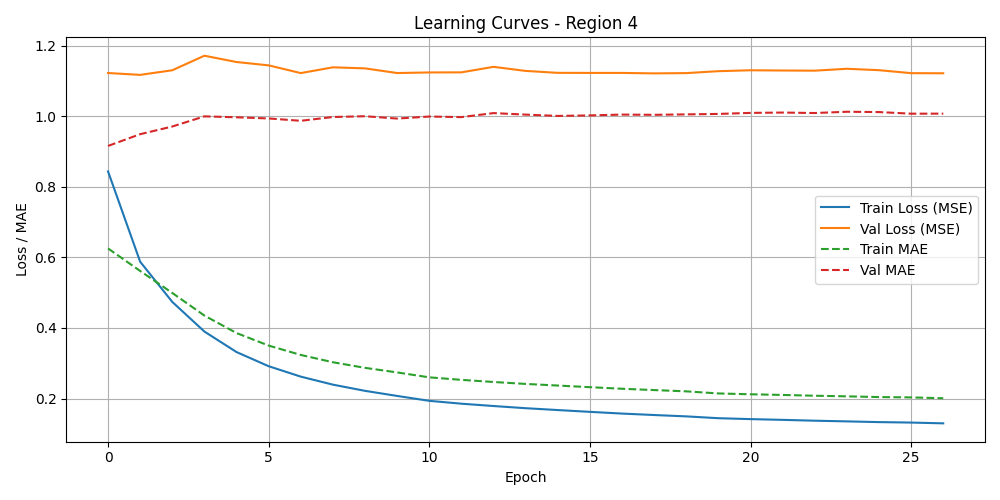 Learning Curves - Region 4
Loss / MAE
1.2
1.0
0.8
0.6
0.4
0.2
Train Loss (MSE)
Val Loss (MSE)
Train MAE
Val MAE
0
5
10
15
20
25
Epoch